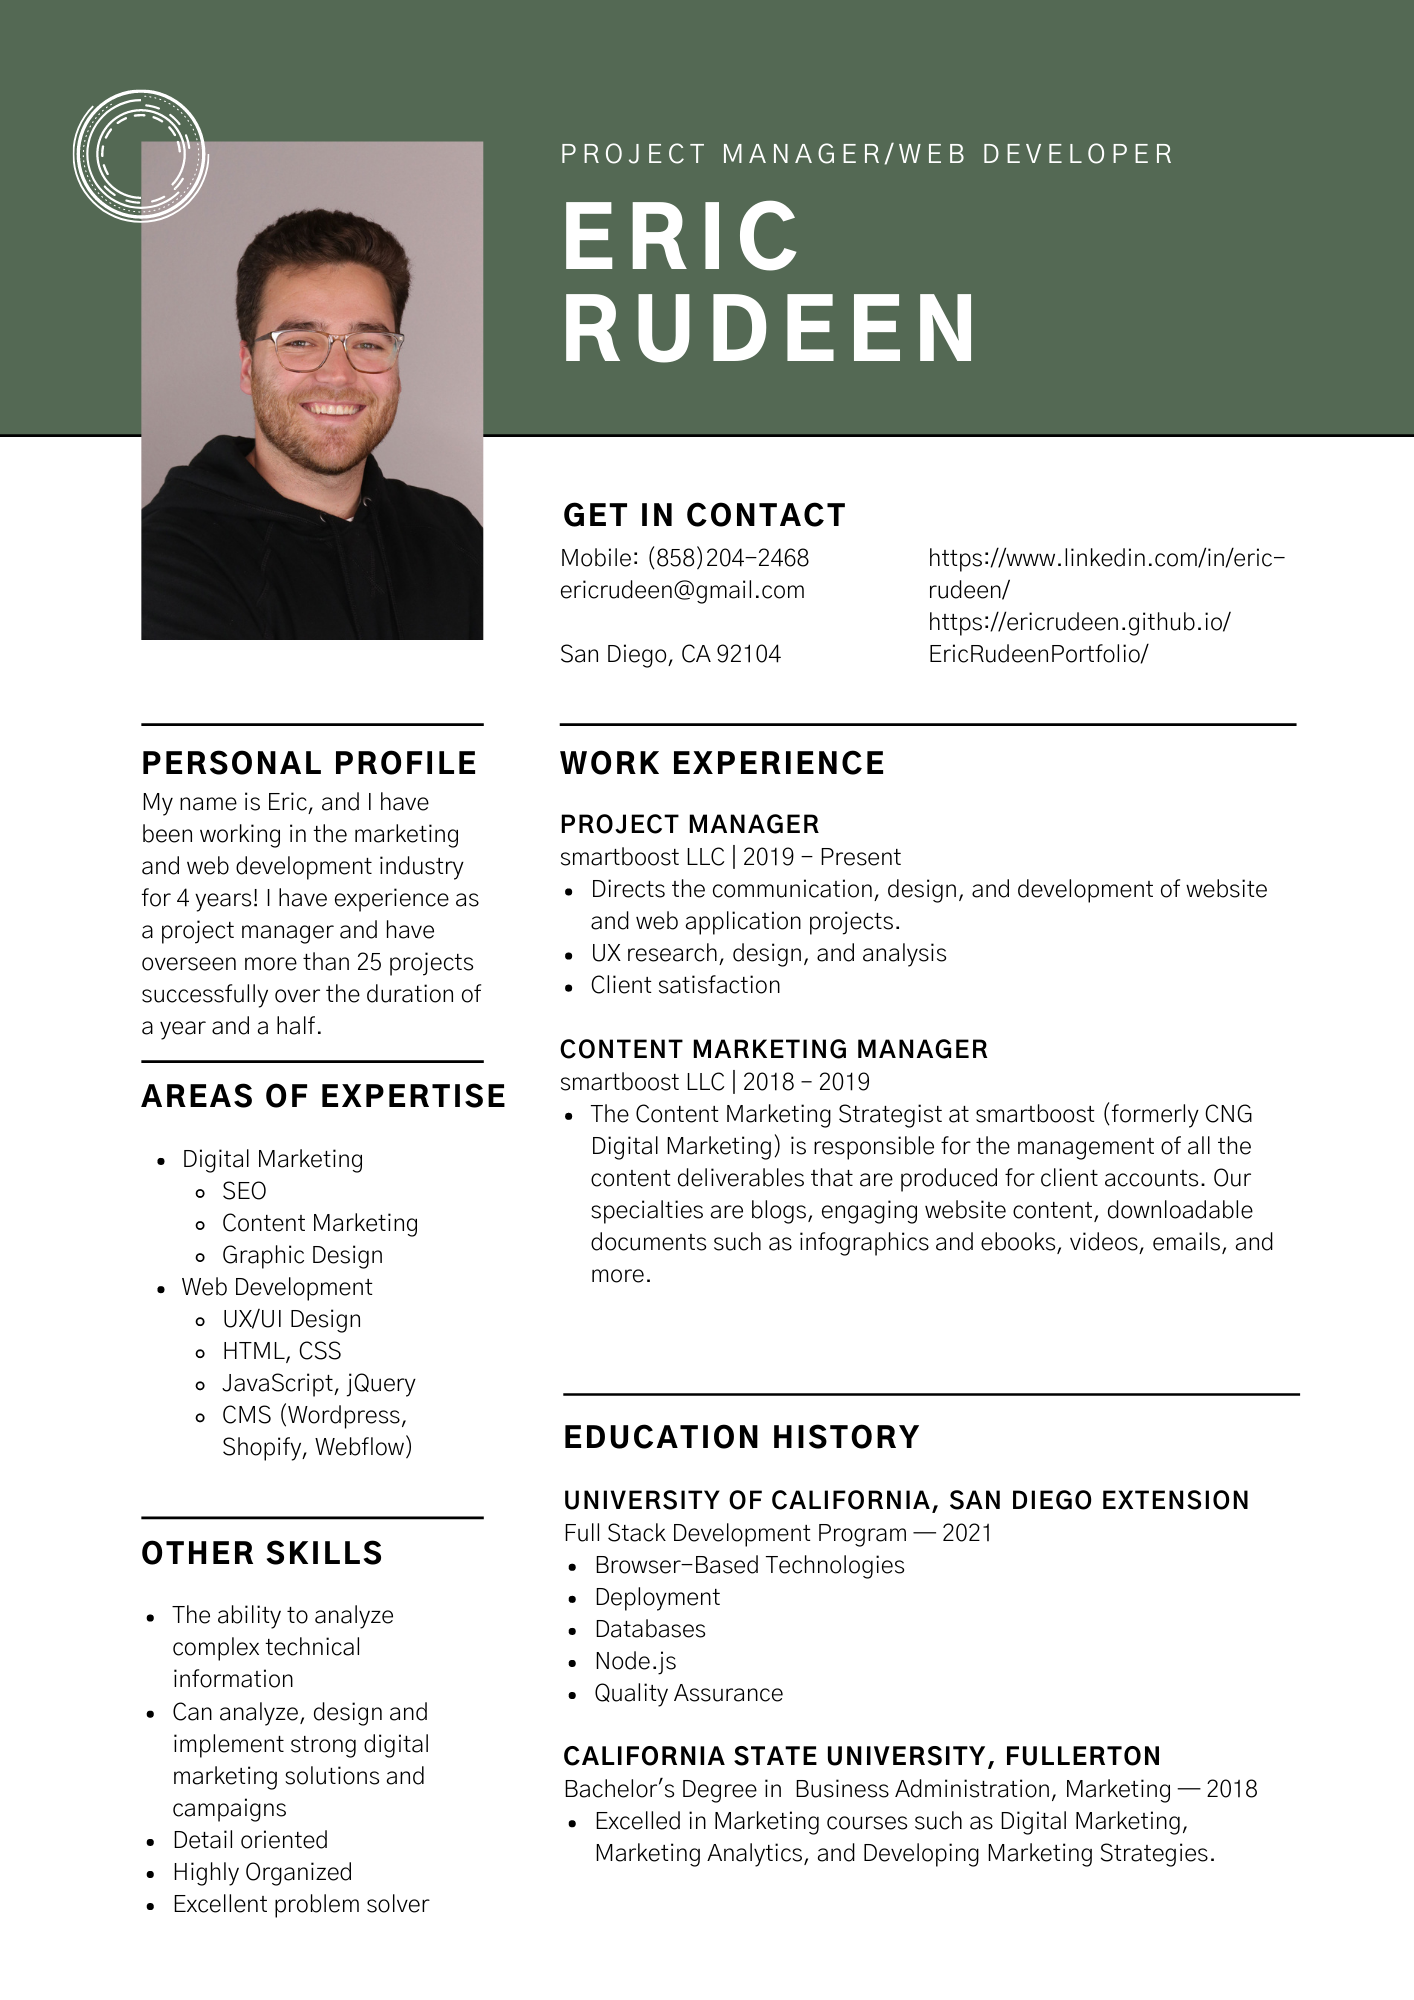 PROJECT MANAGER/WEB DEVELOPER
ERIC
RUDEEN
GET IN CONTACT
Mobile: (858)204-2468
ericrudeen@gmail.com
San Diego, CA 92104
https://www.linkedin.com/in/eric-
rudeen/
https://ericrudeen.github.io/
EricRudeenPortfolio/
PERSONAL PROFILE
My name is Eric, and I have
been working in the marketing
and web development industry
for 4 years! I have experience as
a project manager and have
overseen more than 25 projects
successfully over the duration of
a year and a half.
AREAS OF EXPERTISE
• Digital Marketing
◦ SEO
◦ Content Marketing
◦ Graphic Design
• Web Development
◦ UX/UI Design
◦ HTML, CSS
◦ JavaScript, jQuery
◦ CMS (Wordpress,
Shopify, Webflow)
OTHER SKILLS
• The ability to analyze
complex technical
information
• Can analyze, design and
implement strong digital
marketing solutions and
campaigns
• Detail oriented
• Highly Organized
• Excellent problem solver
WORK EXPERIENCE
PROJECT MANAGER
smartboost LLC | 2019 - Present
• Directs the communication, design, and development of website
and web application projects.
• UX research, design, and analysis
• Client satisfaction
CONTENT MARKETING MANAGER
smartboost LLC | 2018 - 2019
• The Content Marketing Strategist at smartboost (formerly CNG
Digital Marketing) is responsible for the management of all the
content deliverables that are produced for client accounts. Our
specialties are blogs, engaging website content, downloadable
documents such as infographics and ebooks, videos, emails, and
more.
EDUCATION HISTORY
UNIVERSITY OF CALIFORNIA, SAN DIEGO EXTENSION
Full Stack Development Program — 2021
• Browser-Based Technologies
• Deployment
• Databases
• Node.js
• Quality Assurance
CALIFORNIA STATE UNIVERSITY, FULLERTON
Bachelor's Degree in  Business Administration, Marketing — 2018
• Excelled in Marketing courses such as Digital Marketing,
Marketing Analytics, and Developing Marketing Strategies.